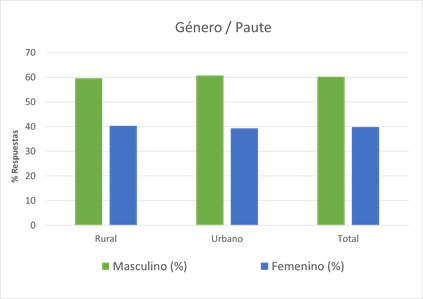 Género / Paute
% Respuestas
70
60
50
40
30
20
10
0
Rural Urbano Total
Masculino (%) Femenino (%)